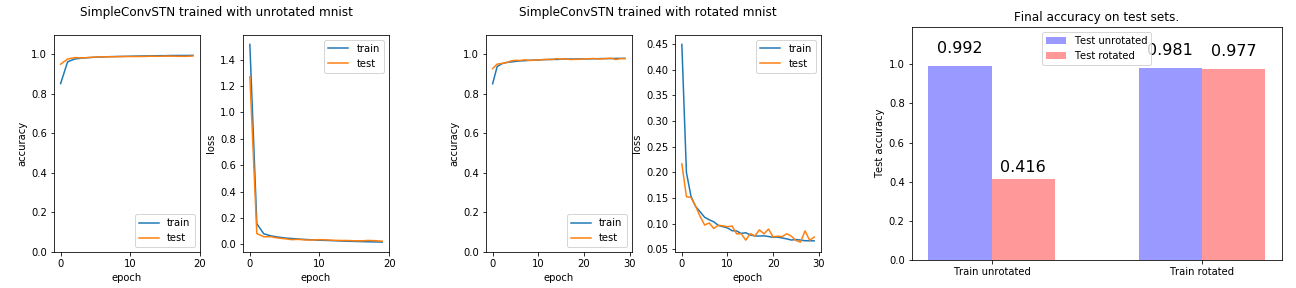 SimpleConvSTN trained with unrotated mnist
accuracy
1.0
0.8
0.6
0.4
0.2
0.0
0
10
20
epoch
train
test
loss
1.4
1.2
1.0
0.8
0.6
0.4
0.2
0.0
0
10
20
epoch
train
test
SimpleConvSTN trained with rotated mnist
accuracy
1.0
0.8
0.6
0.4
0.2
0.0
0
10
20
30
epoch
train
test
loss
0.45
0.40
0.35
0.30
0.25
0.20
0.15
0.10
0.05
0
10
20
30
epoch
train
test
Final accuracy on test sets.
Test accuracy
1.0
0.8
0.6
0.4
0.2
0.0
Test unrotated
Test rotated
0.992
0.416
0.981
0.977
Train unrotated
Train rotated